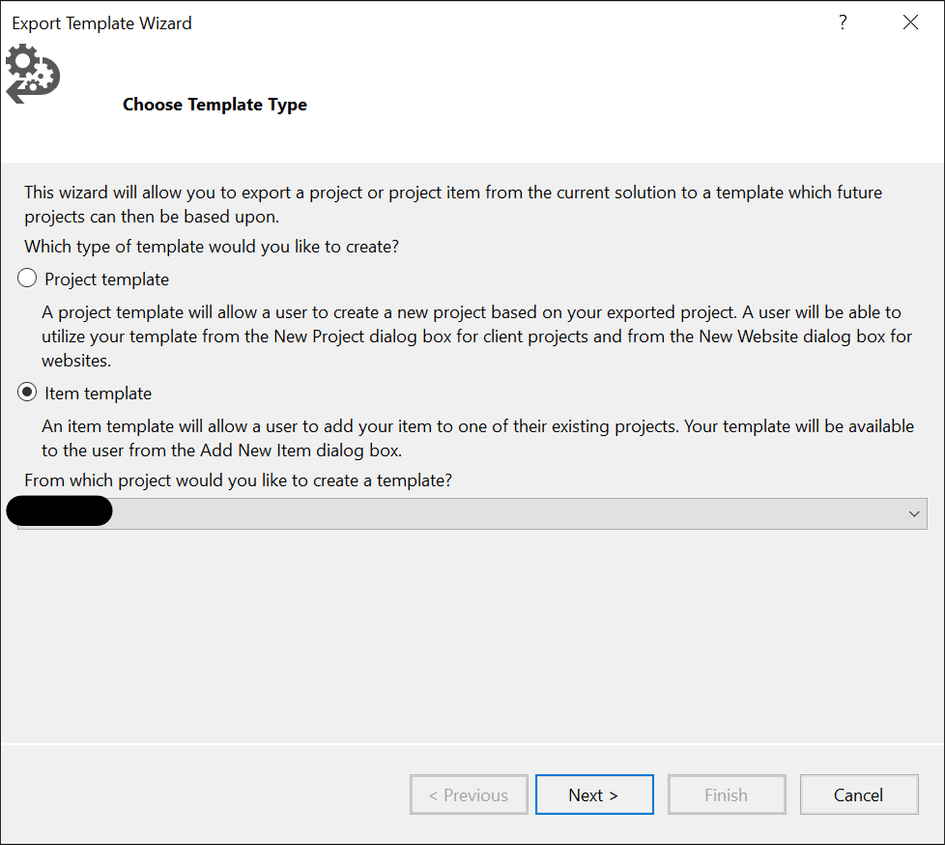 Export Template Wizard
?
Choose Template Type
This wizard will allow you to export a project or project item from the current solution to a template which future
projects can then be based upon.
Which type of template would you like to create?
Project template
A project template will allow a user to create a new project based on your exported project. A user will be able to
utilize your template from the New Project dialog box for client projects and from the New Website dialog box for
websites.
Item template
An item template will allow a user to add your item to one of their existing projects. Your template will be available
to the user from the Add New Item dialog box.
From which project would you like to create a template?
< Previous Next > Finish Cancel